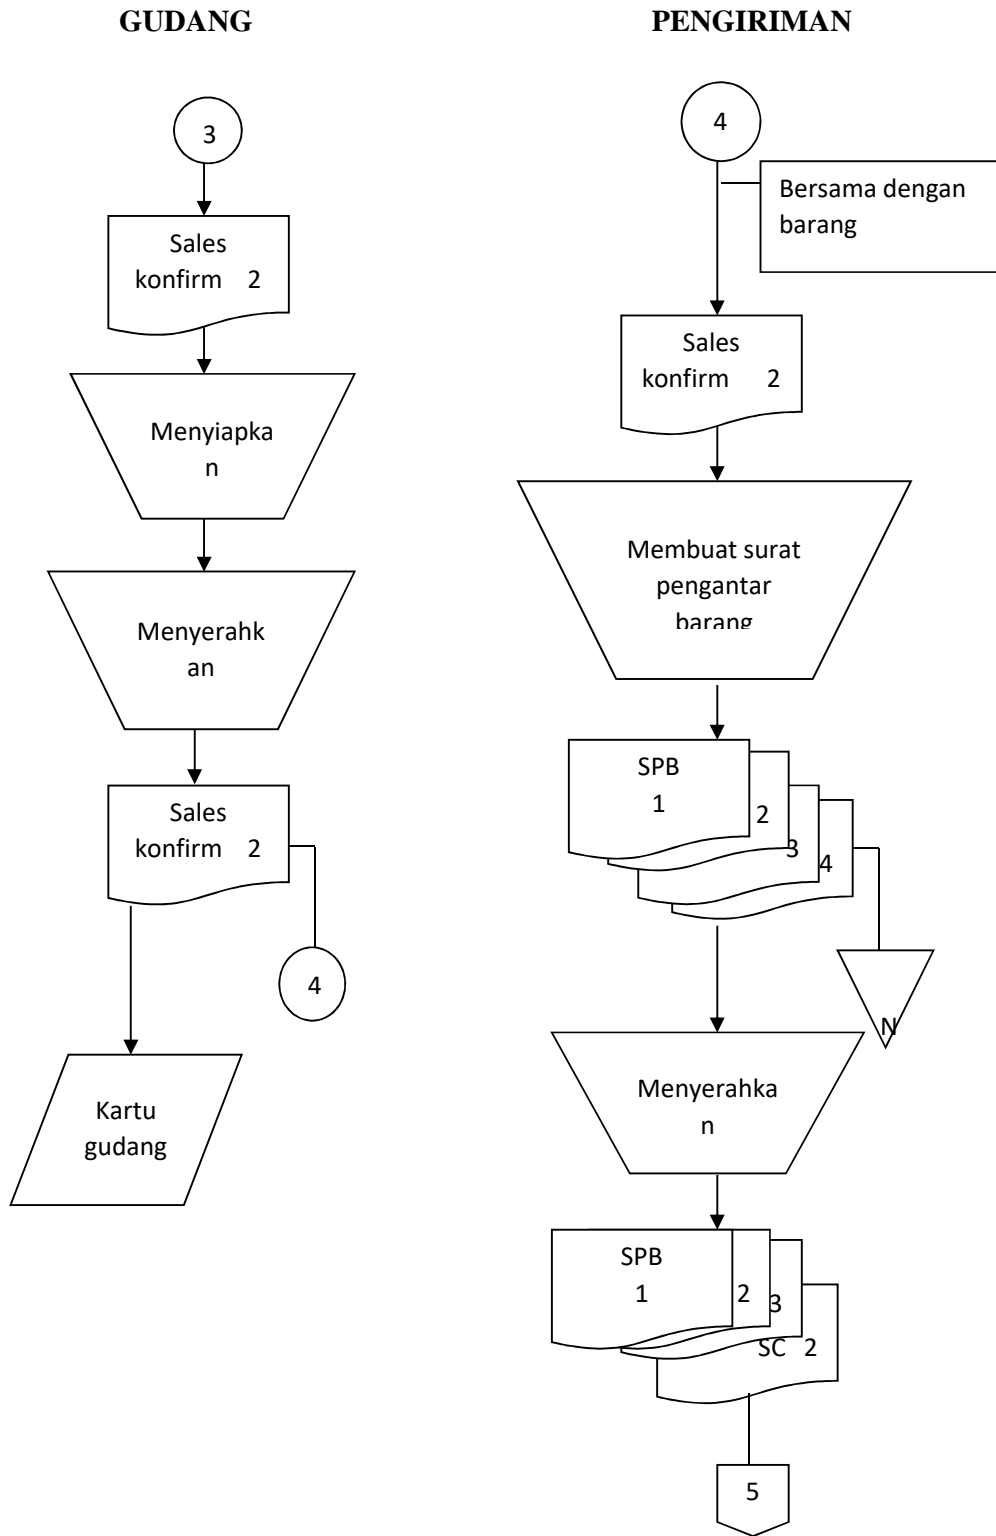 GUDANG
3
Sales
konfirm 2
Menyiapka
n
Menyerahk
an
Sales
konfirm 2
4
Kartu
gudang
PENGIRIMAN
4
Bersama dengan
barang
Sales
konfirm 2
Membuat surat
pengantar
barang
SPB
1
2
3
4
N
Menyerahka
n
SPB
1
2
3
SC 2
5